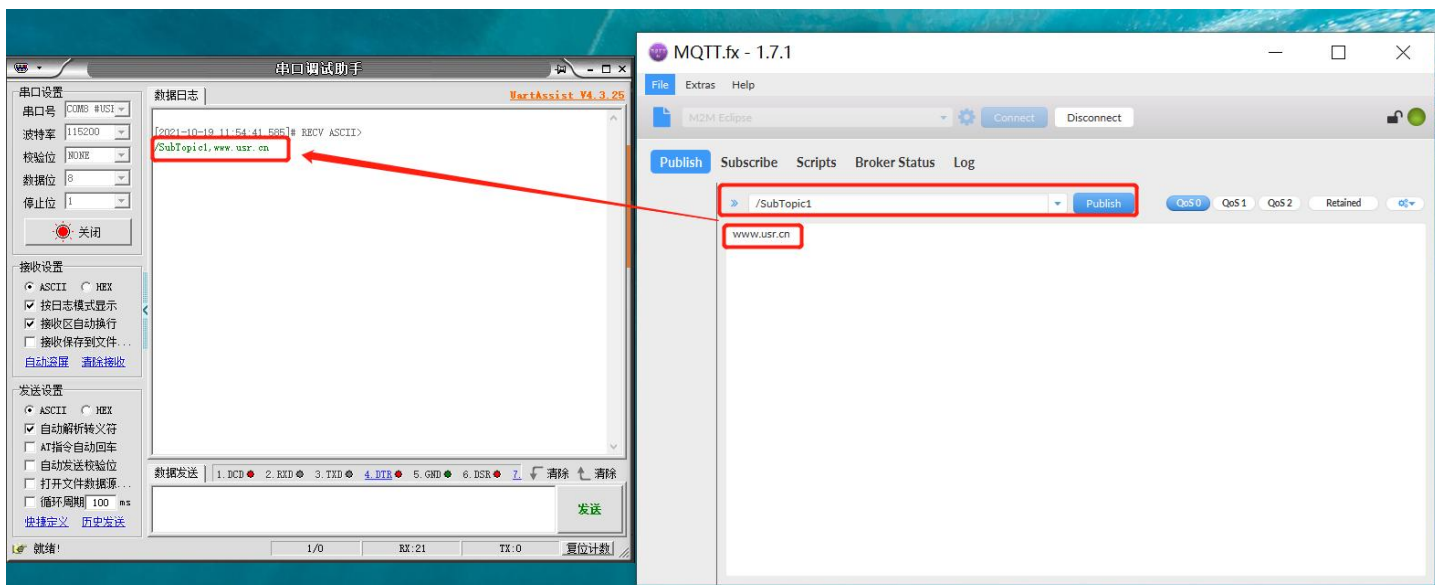 串口调试助手
串口设置
串口号 COM8 #USI
波特率 115200
校验位 NONE
数据位 8
停止位 1
关闭
接收设置
ASCII HEX
按日志模式显示
接收区自动换行
接收保存到文件...
自动滚屏 清除接收
发送设置
ASCII HEX
自动解析转义符
AT指令自动回车
自动发送校验位
打开文件数据源...
循环周期 100 ms
快捷定义 历史发送
就绪!
数据日志 UartAssist V4.3.25
[2021-10-19 11:54:41.585]# RECV ASCII>
/SubTopic1,www.usr.cn
数据发送 1.DCD 2.RXD 3.TXD 4.DTR 5.GND 6.DSR 7. 清除 清除
发送
1/0 RX:21 TX:0 复位计数
MQTT.fx - 1.7.1
File Extras Help
M2M Eclipse Connect Disconnect
Publish Subscribe Scripts Broker Status Log
» /SubTopic1 Publish QoS 0 QoS 1 QoS 2 Retained
www.usr.cn